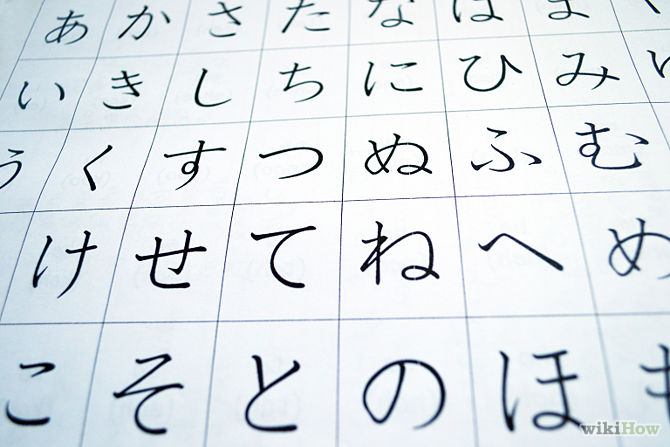 あ か さ た な は ま
い き し ち に ひ み
う く す つ ぬ ふ む
け せ て ね へ め
こ そ と の ほ も
wikiHow